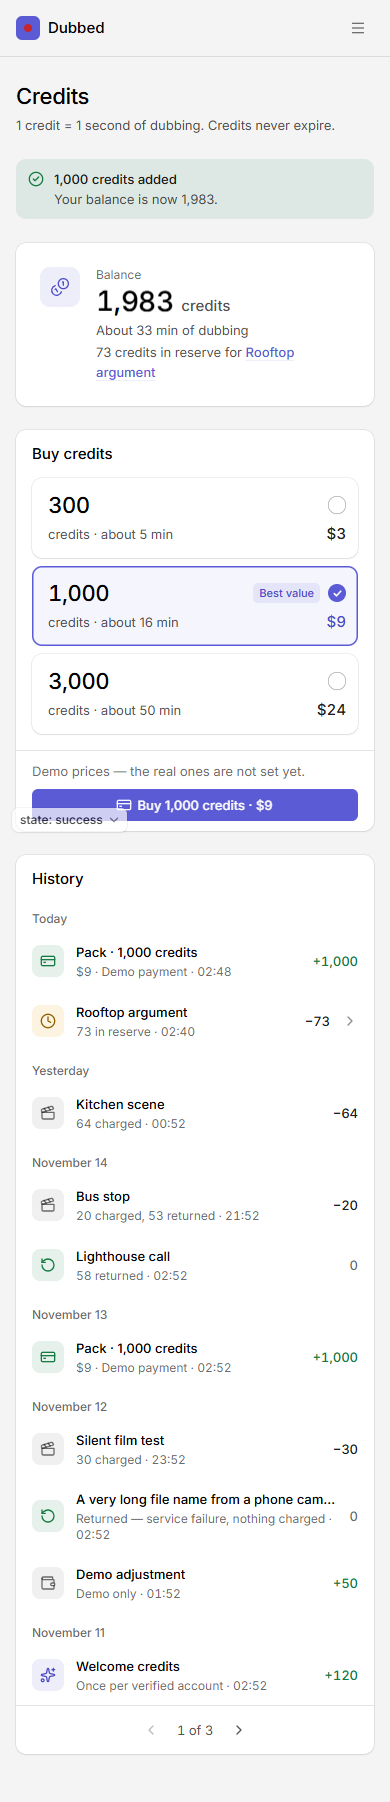 Dubbed
Credits
1 credit = 1 second of dubbing. Credits never expire.
1,000 credits added
Your balance is now 1,983.
Balance
1,983 credits
About 33 min of dubbing
73 credits in reserve for Rooftop
argument
Buy credits
300
credits · about 5 min
$3
1,000
Best value
credits · about 16 min
$9
3,000
credits · about 50 min
$24
Demo prices — the real ones are not set yet.
Buy 1,000 credits · $9
state: success
History
Today
Pack · 1,000 credits
$9 · Demo payment · 02:48
+1,000
Rooftop argument
73 in reserve · 02:40
−73
Yesterday
Kitchen scene
64 charged · 00:52
−64
November 14
Bus stop
20 charged, 53 returned · 21:52
−20
Lighthouse call
58 returned · 02:52
0
November 13
Pack · 1,000 credits
$9 · Demo payment · 02:52
+1,000
November 12
Silent film test
30 charged · 23:52
−30
A very long file name from a phone cam...
Returned — service failure, nothing charged ·
02:52
0
Demo adjustment
Demo only · 01:52
+50
November 11
Welcome credits
Once per verified account · 02:52
+120
1 of 3